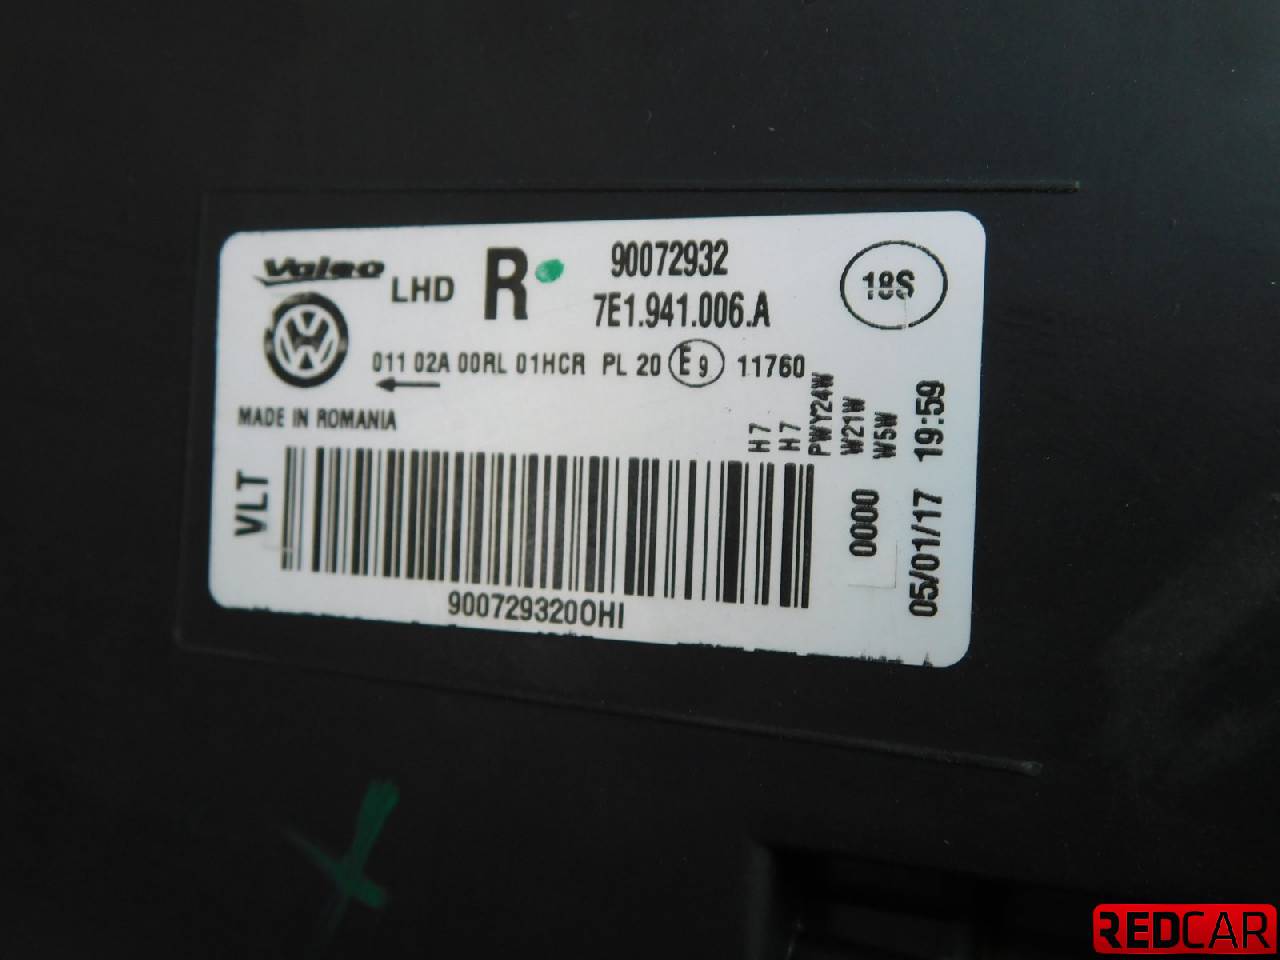 Valeo
LHD
R
90072932
7E1.941.006.A
18S
011 02A 00RL 01HCR PL 20 E9 11760
MADE IN ROMANIA
H7
H7
PWY24W
W21W
W5W
VLT
0000
05/01/17 19:59
900729320OHI
REDCAR